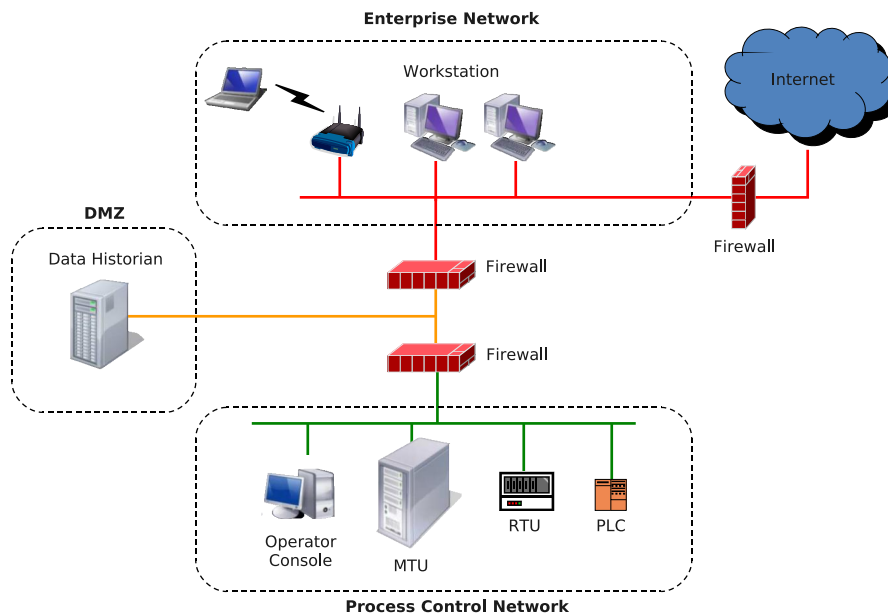 Enterprise Network
Workstation
Internet
Firewall
DMZ
Data Historian
Firewall
Firewall
Operator
Console
MTU
RTU
PLC
Process Control Network